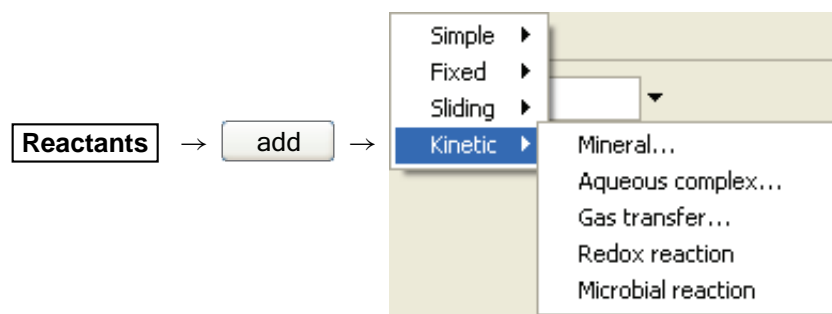 Reactants → add →
Simple
Fixed
Sliding
Kinetic
Mineral...
Aqueous complex...
Gas transfer...
Redox reaction
Microbial reaction